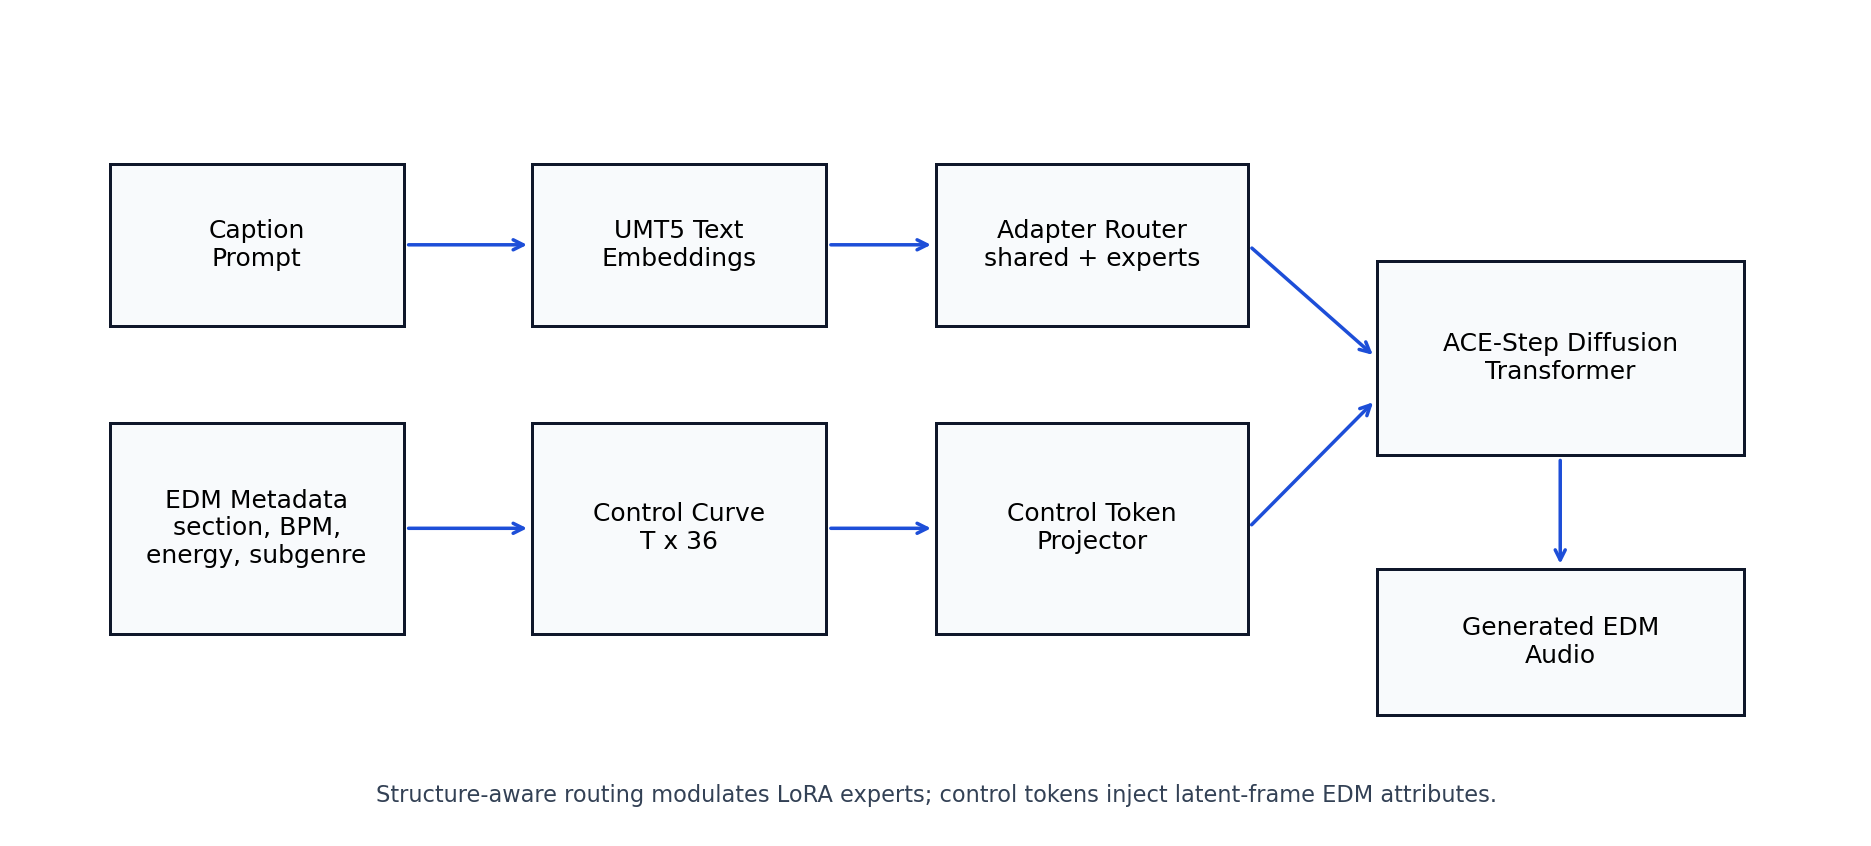 Caption
Prompt
UMT5 Text
Embeddings
Adapter Router
shared + experts
ACE-Step Diffusion
Transformer
EDM Metadata
section, BPM,
energy, subgenre
Control Curve
T x 36
Control Token
Projector
Generated EDM
Audio
Structure-aware routing modulates LoRA experts; control tokens inject latent-frame EDM attributes.